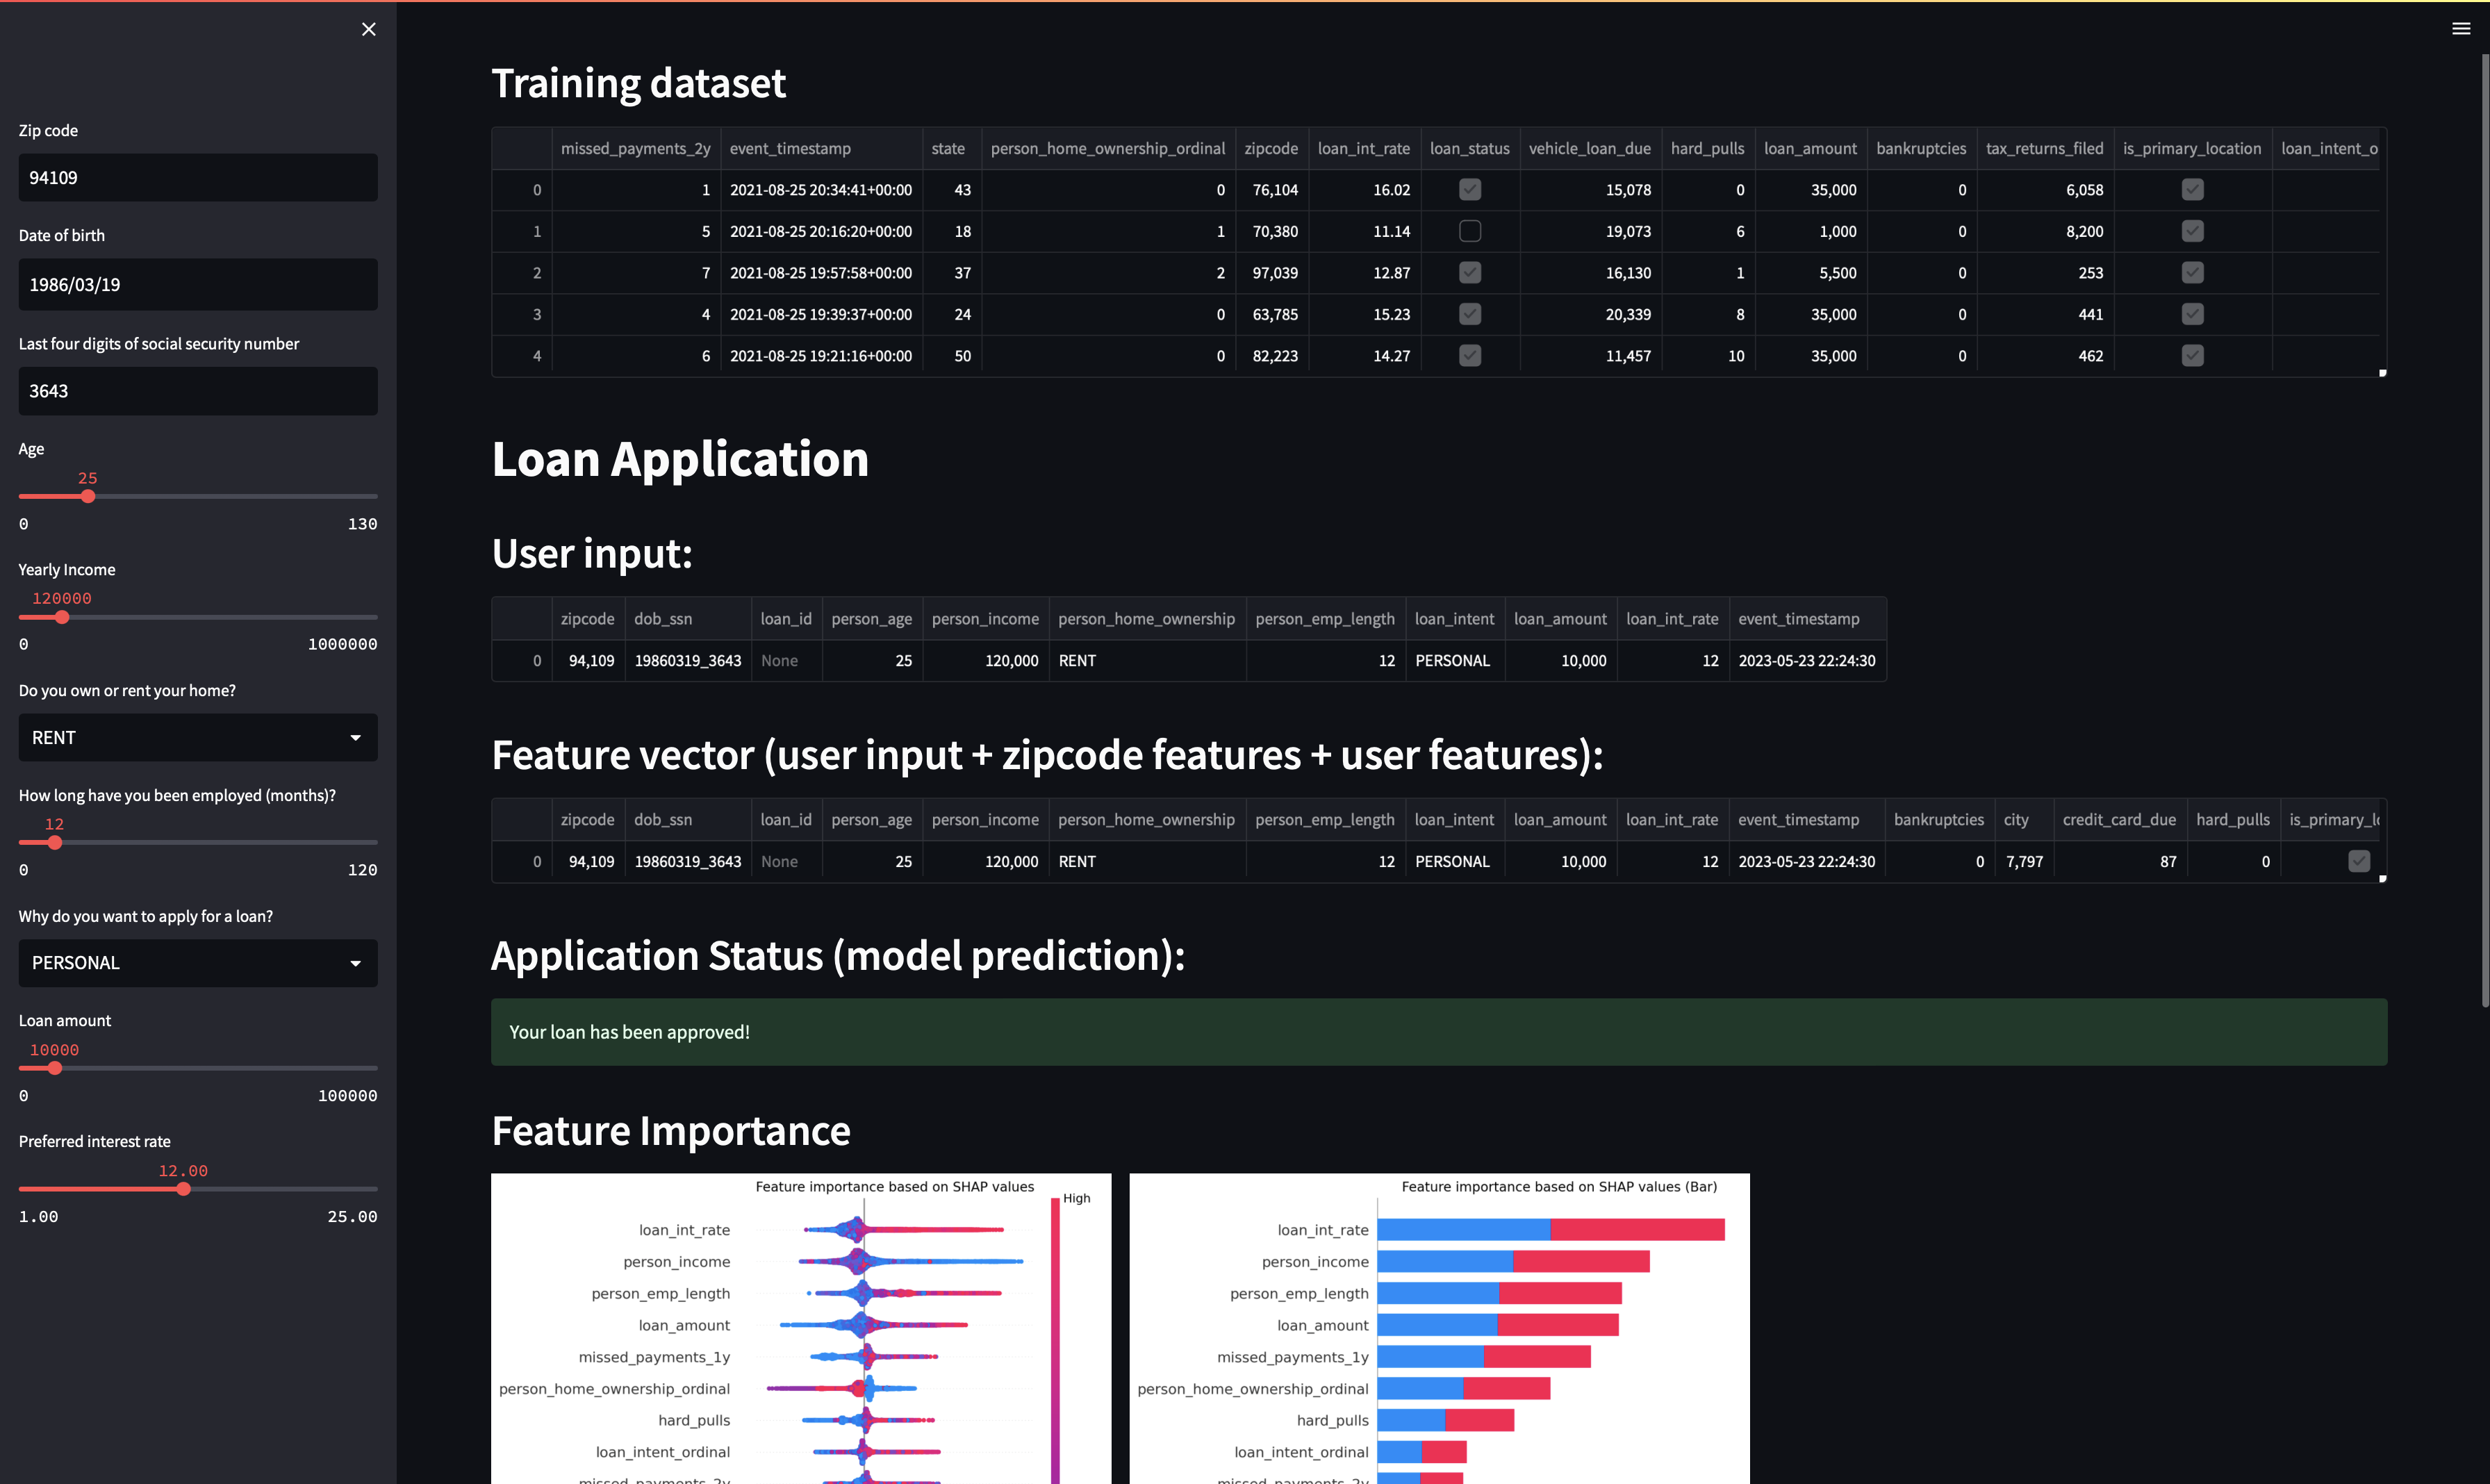 Zip code
94109
Date of birth
1986/03/19
Last four digits of social security number
3643
Age
25
0 130
Yearly Income
120000
0 1000000
Do you own or rent your home?
RENT
How long have you been employed (months)?
12
0 120
Why do you want to apply for a loan?
PERSONAL
Loan amount
10000
0 100000
Preferred interest rate
12.00
1.00 25.00
Training dataset
missed_payments_2y event_timestamp state person_home_ownership_ordinal zipcode loan_int_rate loan_status vehicle_loan_due hard_pulls loan_amount bankruptcies tax_returns_filed is_primary_location loan_intent_o
0 1 2021-08-25 20:34:41+00:00 43 0 76,104 16.02 15,078 0 35,000 0 6,058
1 5 2021-08-25 20:16:20+00:00 18 1 70,380 11.14 19,073 6 1,000 0 8,200
2 7 2021-08-25 19:57:58+00:00 37 2 97,039 12.87 16,130 1 5,500 0 253
3 4 2021-08-25 19:39:37+00:00 24 0 63,785 15.23 20,339 8 35,000 0 441
4 6 2021-08-25 19:21:16+00:00 50 0 82,223 14.27 11,457 10 35,000 0 462
Loan Application
User input:
zipcode dob_ssn loan_id person_age person_income person_home_ownership person_emp_length loan_intent loan_amount loan_int_rate event_timestamp
0 94,109 19860319_3643 None 25 120,000 RENT 12 PERSONAL 10,000 12 2023-05-23 22:24:30
Feature vector (user input + zipcode features + user features):
zipcode dob_ssn loan_id person_age person_income person_home_ownership person_emp_length loan_intent loan_amount loan_int_rate event_timestamp bankruptcies city credit_card_due hard_pulls is_primary_lo
0 94,109 19860319_3643 None 25 120,000 RENT 12 PERSONAL 10,000 12 2023-05-23 22:24:30 0 7,797 87 0
Application Status (model prediction):
Your loan has been approved!
Feature Importance
Feature importance based on SHAP values
High
loan_int_rate
person_income
person_emp_length
loan_amount
missed_payments_1y
person_home_ownership_ordinal
hard_pulls
loan_intent_ordinal
missed_payments_2y
Feature importance based on SHAP values (Bar)
loan_int_rate
person_income
person_emp_length
loan_amount
missed_payments_1y
person_home_ownership_ordinal
hard_pulls
loan_intent_ordinal
missed_payments_2y